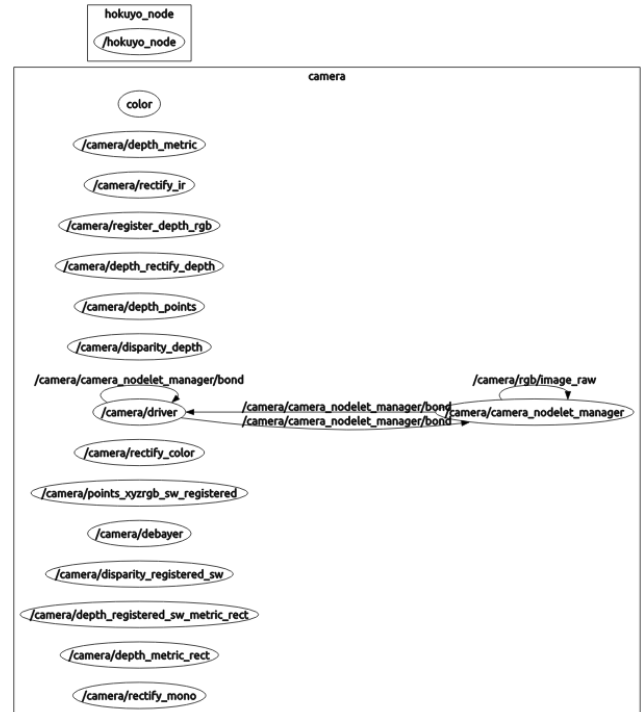 hokuyo_node
/hokuyo_node
camera
color
/camera/depth_metric
/camera/rectify_ir
/camera/register_depth_rgb
/camera/depth_rectify_depth
/camera/depth_points
/camera/disparity_depth
/camera/camera_nodelet_manager/bond
/camera/rgb/image_raw
/camera/driver
/camera/camera_nodelet_manager/bond
/camera/camera_nodelet_manager/bond
/camera/camera_nodelet_manager
/camera/rectify_color
/camera/points_xyzrgb_sw_registered
/camera/debayer
/camera/disparity_registered_sw
/camera/depth_registered_sw_metric_rect
/camera/depth_metric_rect
/camera/rectify_mono